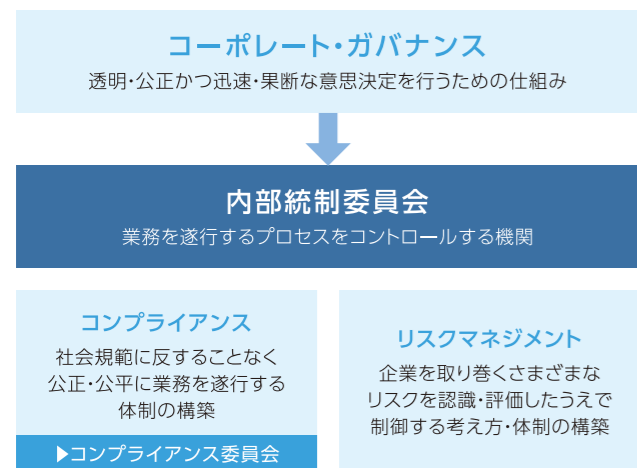 コーポレート・ガバナンス
透明・公正かつ迅速・果断な意思決定を行うための仕組み
内部統制委員会
業務を遂行するプロセスをコントロールする機関
コンプライアンス
社会規範に反することなく
公正・公平に業務を遂行する
体制の構築
▶コンプライアンス委員会
リスクマネジメント
企業を取り巻くさまざまな
リスクを認識・評価したうえで
制御する考え方・体制の構築